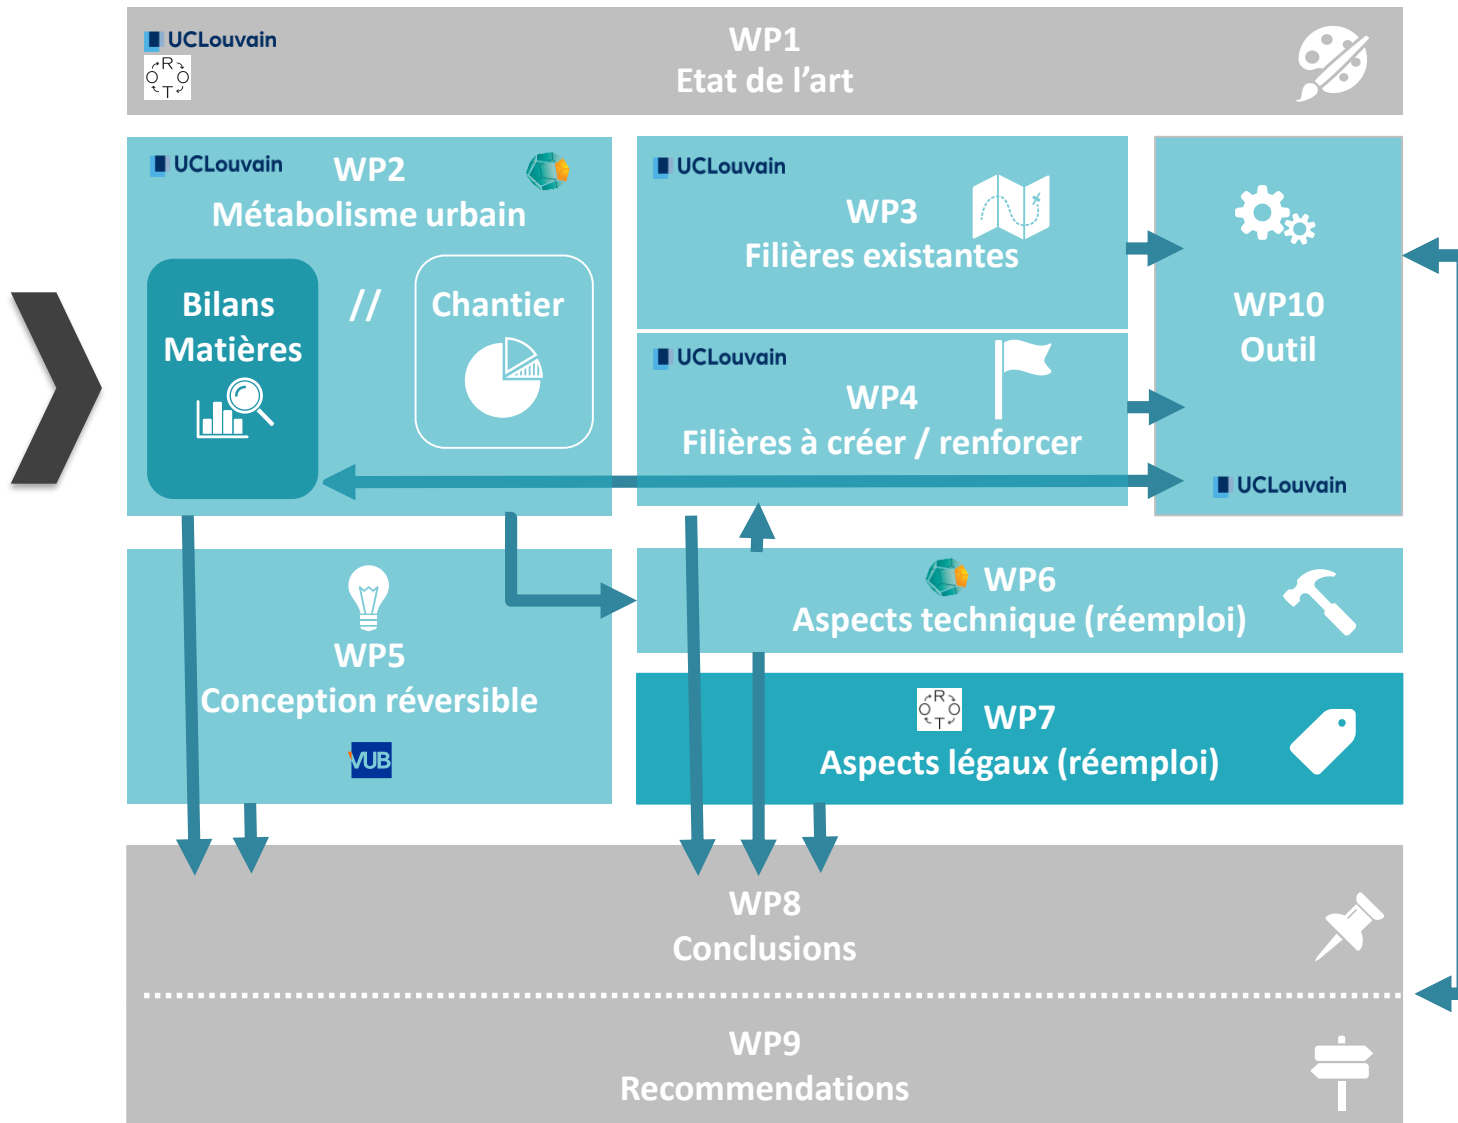 UCLouvain
R
O O
T
WP1
Etat de l'art
UCLouvain
WP2
Métabolisme urbain
Bilans
Matières
//
Chantier
UCLouvain
WP3
Filières existantes
UCLouvain
WP4
Filières à créer / renforcer
WP10
Outil
UCLouvain
WP5
Conception réversible
VUB
WP6
Aspects technique (réemploi)
R
O O
T
WP7
Aspects légaux (réemploi)
WP8
Conclusions
WP9
Recommendations